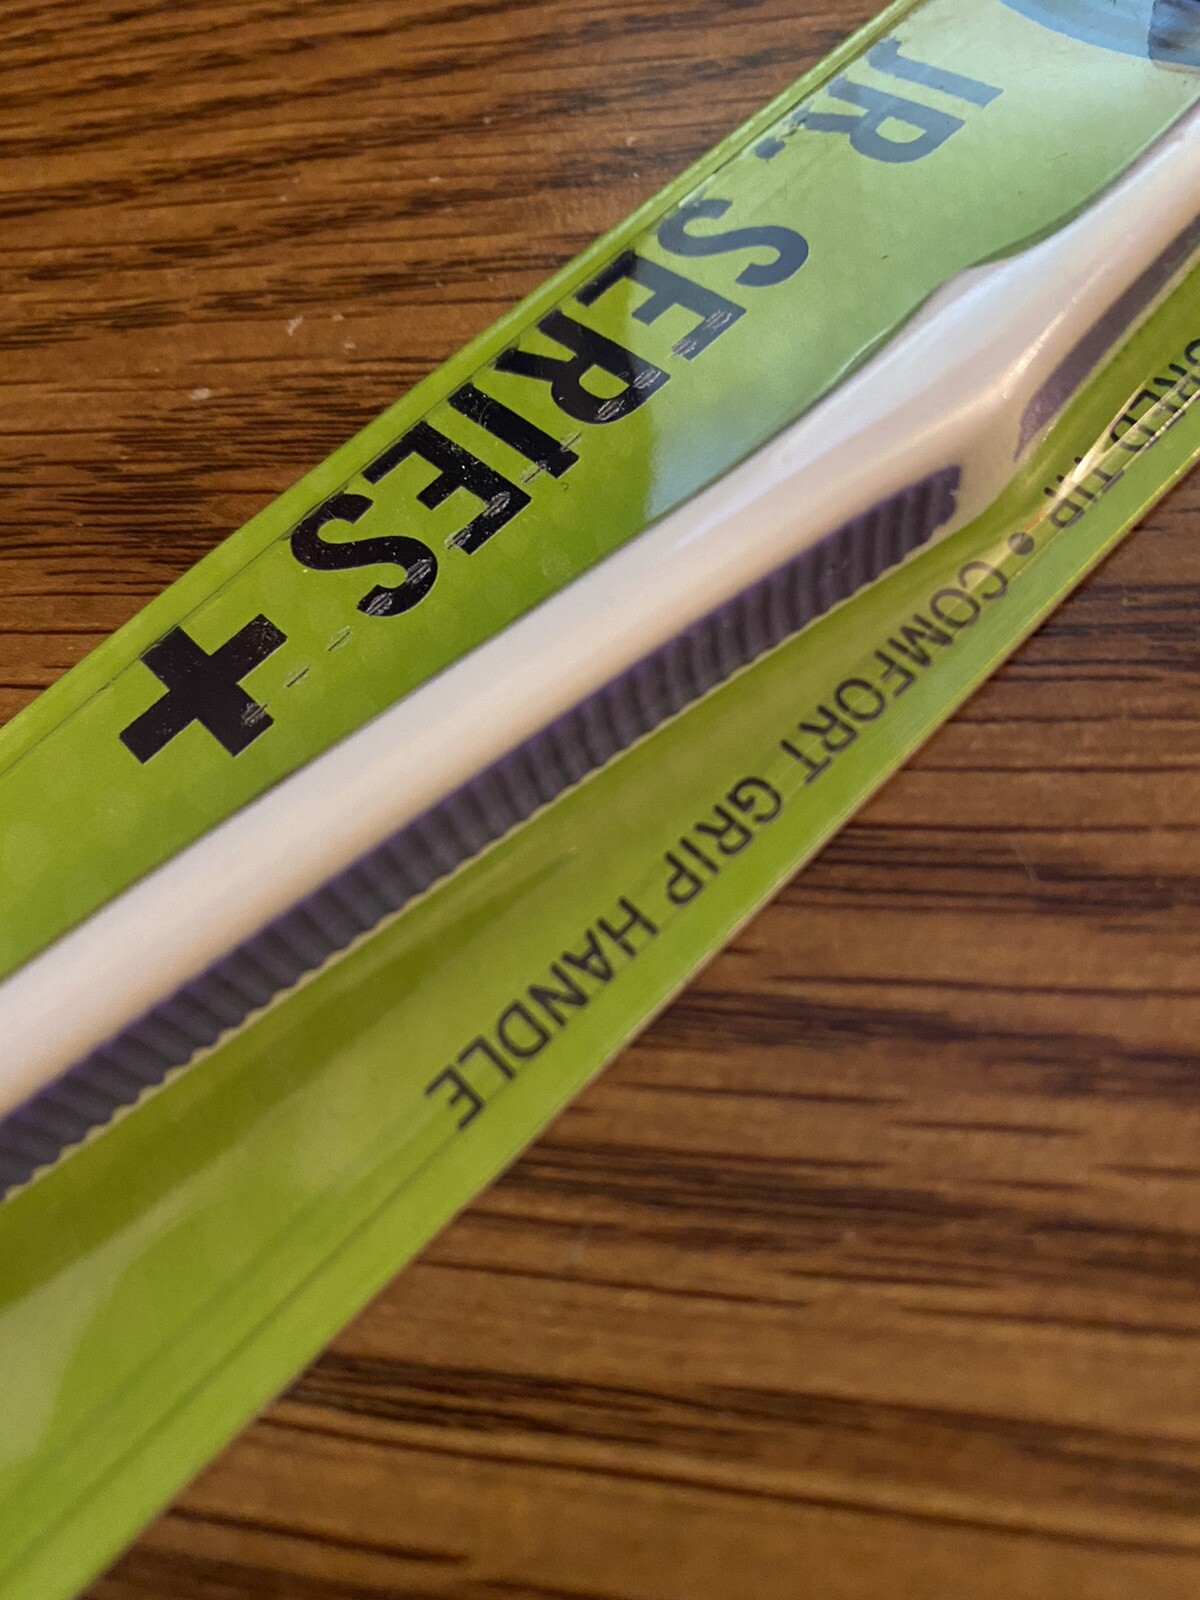 JR. SERIES +
TIP • COMFORT GRIP HANDLE